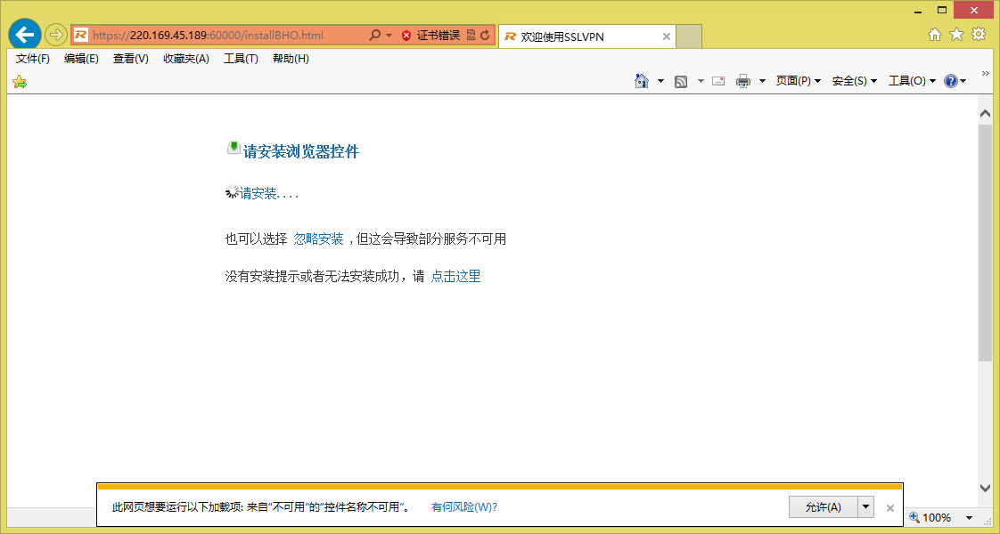 https://220.169.45.189:60000/installBHO.html
证书错误
欢迎使用SSLVPN
文件(F) 编辑(E) 查看(V) 收藏夹(A) 工具(T) 帮助(H)
页面(P) 安全(S) 工具(O)
请安装浏览器控件
请安装....
也可以选择 忽略安装 ,但这会导致部分服务不可用
没有安装提示或者无法安装成功，请 点击这里
此网页想要运行以下加载项: 来自“不可用”的“控件名称不可用”。 有何风险(W)? 允许(A)
100%